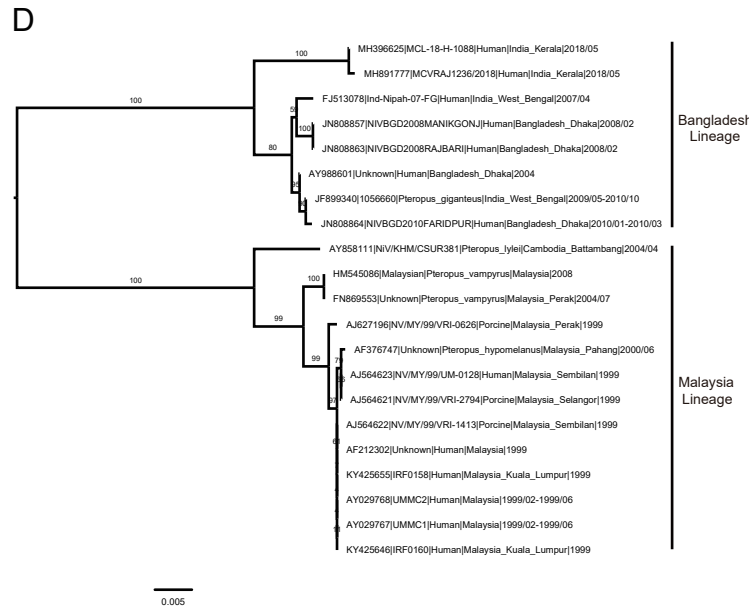 D
MH396625|MCL-18-H-1088|Human|India_Kerala|2018/05
100
MH891777|MCVRAJ1236/2018|Human|India_Kerala|2018/05
FJ513078|Ind-Nipah-07-FG|Human|India_West_Bengal|2007/04
100
59
JN808857|NIVBGD2008MANIKGONJ|Human|Bangladesh_Dhaka|2008/02
100
Bangladesh
Lineage
80
JN808863|NIVBGD2008RAJBARI|Human|Bangladesh_Dhaka|2008/02
AY988601|Unknown|Human|Bangladesh_Dhaka|2004
JF899340|1056660|Pteropus_giganteus|India_West_Bengal|2009/05-2010/10
JN808864|NIVBGD2010FARIDPUR|Human|Bangladesh_Dhaka|2010/01-2010/03
AY858111|NiV/KHM/CSUR381|Pteropus_lylei|Cambodia_Battambang|2004/04
HM545086|Malaysian|Pteropus_vampyrus|Malaysia|2008
100
100
FN869553|Unknown|Pteropus_vampyrus|Malaysia_Perak|2004/07
99
AJ627196|NV/MY/99/VRI-0626|Porcine|Malaysia_Perak|1999
AF376747|Unknown|Pteropus_hypomelanus|Malaysia_Pahang|2000/06
99
AJ564623|NV/MY/99/UM-0128|Human|Malaysia_Sembilan|1999
Malaysia
Lineage
AJ564621|NV/MY/99/VRI-2794|Porcine|Malaysia_Selangor|1999
97
AJ564622|NV/MY/99/VRI-1413|Porcine|Malaysia_Sembilan|1999
AF212302|Unknown|Human|Malaysia|1999
KY425655|IRF0158|Human|Malaysia_Kuala_Lumpur|1999
AY029768|UMMC2|Human|Malaysia|1999/02-1999/06
AY029767|UMMC1|Human|Malaysia|1999/02-1999/06
KY425646|IRF0160|Human|Malaysia_Kuala_Lumpur|1999
0.005